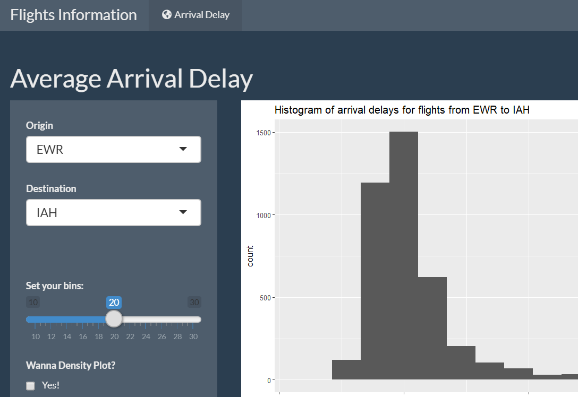 Flights Information Arrival Delay
Average Arrival Delay
Origin
EWR
Destination
IAH
Set your bins:
10 20 30
10 12 14 16 18 20 22 24 26 28 30
Wanna Density Plot?
Yes!
Histogram of arrival delays for flights from EWR to IAH
1500
1000
500
0
count